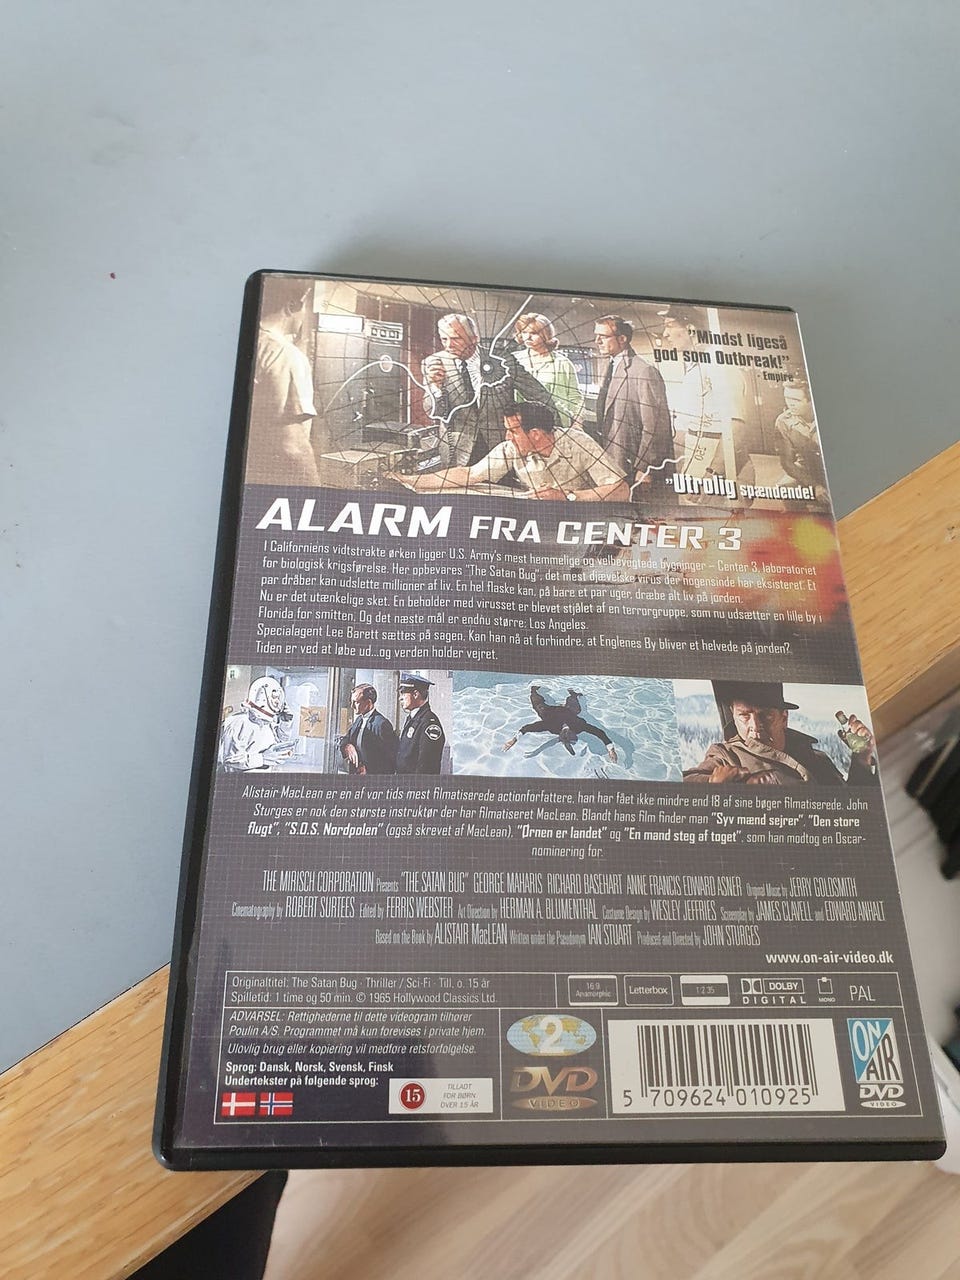 "Mindst ligeså
god som Outbreak!"
- Empire
"Utrolig spændende!
ALARM FRA CENTER 3
I Californiens vidtstrakte ørken ligger U.S. Army's mest hemmelige og velbevogtede bygninger – Center 3, laboratoriet
for biologisk krigsførelse. Her opbevares "The Satan Bug", det mest djævelske virus der nogensinde har eksisteret. Et
par dråber kan udslette millioner af liv. En hel flaske kan, på bare et par uger, dræbe alt liv på jorden.
Nu er det utænkelige sket. En beholder med virusset er blevet stjålet af en terrorgruppe, som nu udsætter en lille by i
Florida for smitten. Og det næste mål er endnu større: Los Angeles.
Specialagent Lee Barett sættes på sagen. Kan han nå at forhindre, at Englenes By bliver et helvede på jorden?
Tiden er ved at løbe ud...og verden holder vejret.
Alistair MacLean er en af vor tids mest filmatiserede actionforfattere, han har fået ikke mindre end 18 af sine bøger filmatiserede. John
Sturges er nok den største instruktør der har filmatiseret MacLean. Blandt hans film finder man "Syv mænd sejrer", "Den store
flugt", "S.O.S. Nordpolen" (også skrevet af MacLean), "Ørnen er landet" og "En mand steg af toget", som han modtog en Oscar-
nominering for.
THE MIRISCH CORPORATION Presents "THE SATAN BUG" GEORGE MAHARIS RICHARD BASEHART ANNE FRANCIS EDWARD ASNER Original Music by JERRY GOLDSMITH
Cinematography by ROBERT SURTEES Edited by FERRIS WEBSTER Art Direction by HERMAN A. BLUMENTHAL Costume Design by WESLEY JEFFRIES Screenplay by JAMES CLAVELL and EDWARD ANHALT
Based on the Book by ALISTAIR MacLEAN Written under the Pseudonym IAN STUART Produced and Directed by JOHN STURGES
www.on-air-video.dk
Originaltitel: The Satan Bug · Thriller / Sci-Fi · Till. o. 15 år
Spilletid: 1 time og 50 min. © 1965 Hollywood Classics Ltd.
16:9
Anamorphic
Letterbox
1:2.35
DOLBY
DIGITAL
MONO
PAL
ADVARSEL: Rettighederne til dette videogram tilhører
Poulin A/S. Programmet må kun forevises i private hjem.
Ulovlig brug eller kopiering vil medføre retsforfølgelse.
Sprog: Dansk, Norsk, Svensk, Finsk
Undertekster på følgende sprog:
15
TILLADT
FOR BØRN
OVER 15 ÅR
2
DVD
VIDEO
5 709624 010925
ON
AIR
DVD
VIDEO